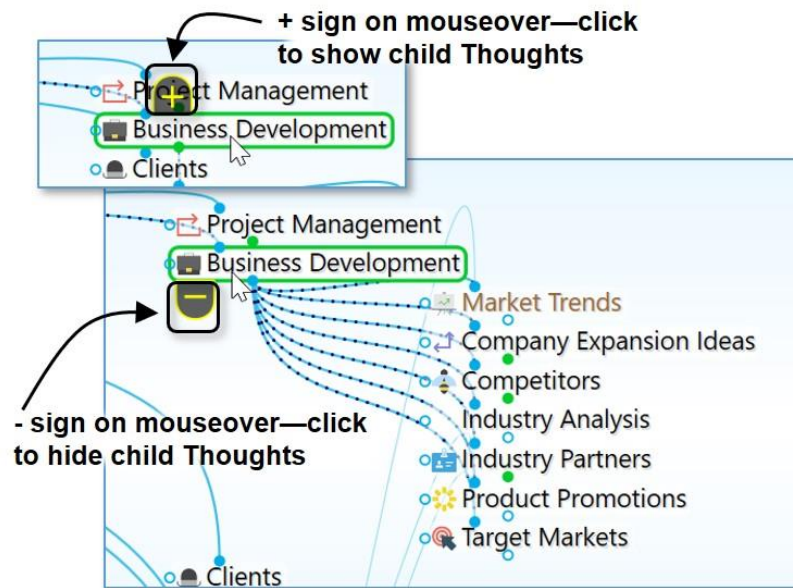 + sign on mouseover—click
to show child Thoughts
+
Project Management
Business Development
Clients
Project Management
Business Development
−
Market Trends
Company Expansion Ideas
Competitors
- sign on mouseover—click
to hide child Thoughts
Industry Analysis
Industry Partners
Product Promotions
Target Markets
Clients